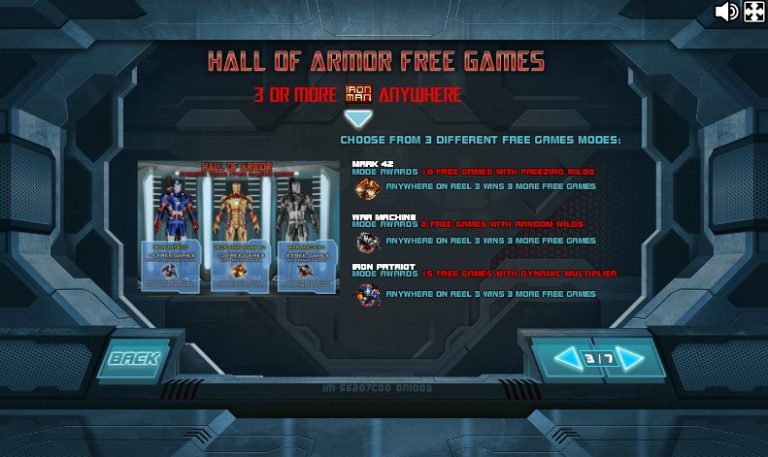 HALL OF ARMOR FREE GAMES
3 OR MORE IRON MAN ANYWHERE
CHOOSE FROM 3 DIFFERENT FREE GAMES MODES:
HALL OF ARMOR
MARK 42
MODE AWARDS 10 FREE GAMES WITH FREEZING WILDS
ANYWHERE ON REEL 3 WINS 3 MORE FREE GAMES
WAR MACHINE
MODE AWARDS 8 FREE GAMES WITH RANDOM WILDS
ANYWHERE ON REEL 3 WINS 3 MORE FREE GAMES
IRON PATRIOT
MODE AWARDS 15 FREE GAMES WITH DYNAMIC MULTIPLIER
ANYWHERE ON REEL 3 WINS 3 MORE FREE GAMES
BACK
3/7